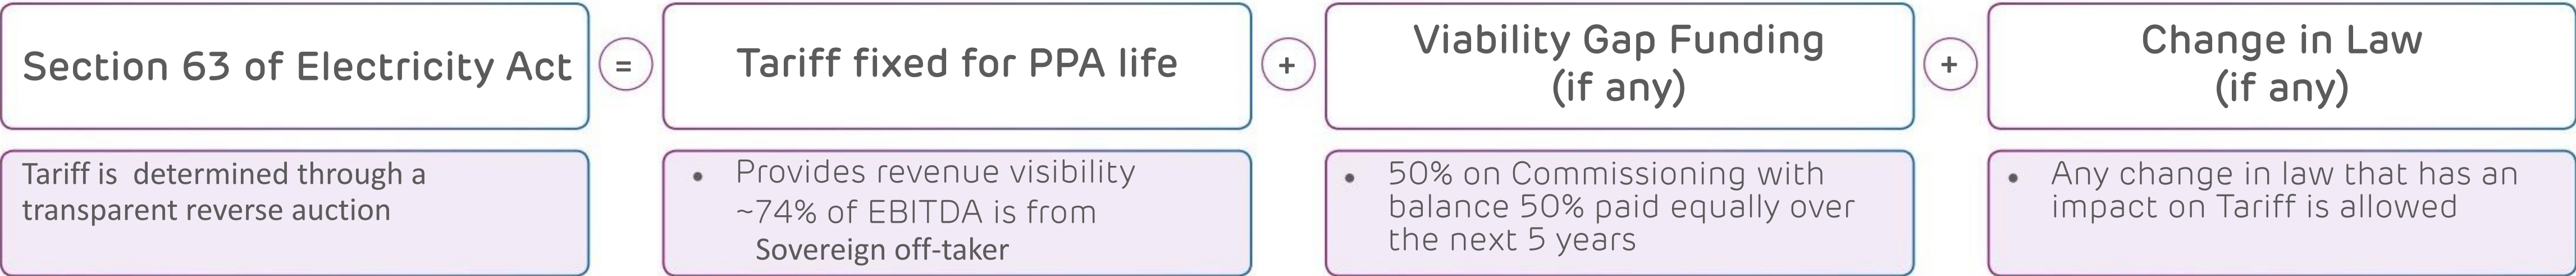 Section 63 of Electricity Act
=
Tariff fixed for PPA life
+
Viability Gap Funding
(if any)
+
Change in Law
(if any)
Tariff is determined through a
transparent reverse auction
• Provides revenue visibility
~74% of EBITDA is from
Sovereign off-taker
• 50% on Commissioning with
balance 50% paid equally over
the next 5 years
• Any change in law that has an
impact on Tariff is allowed